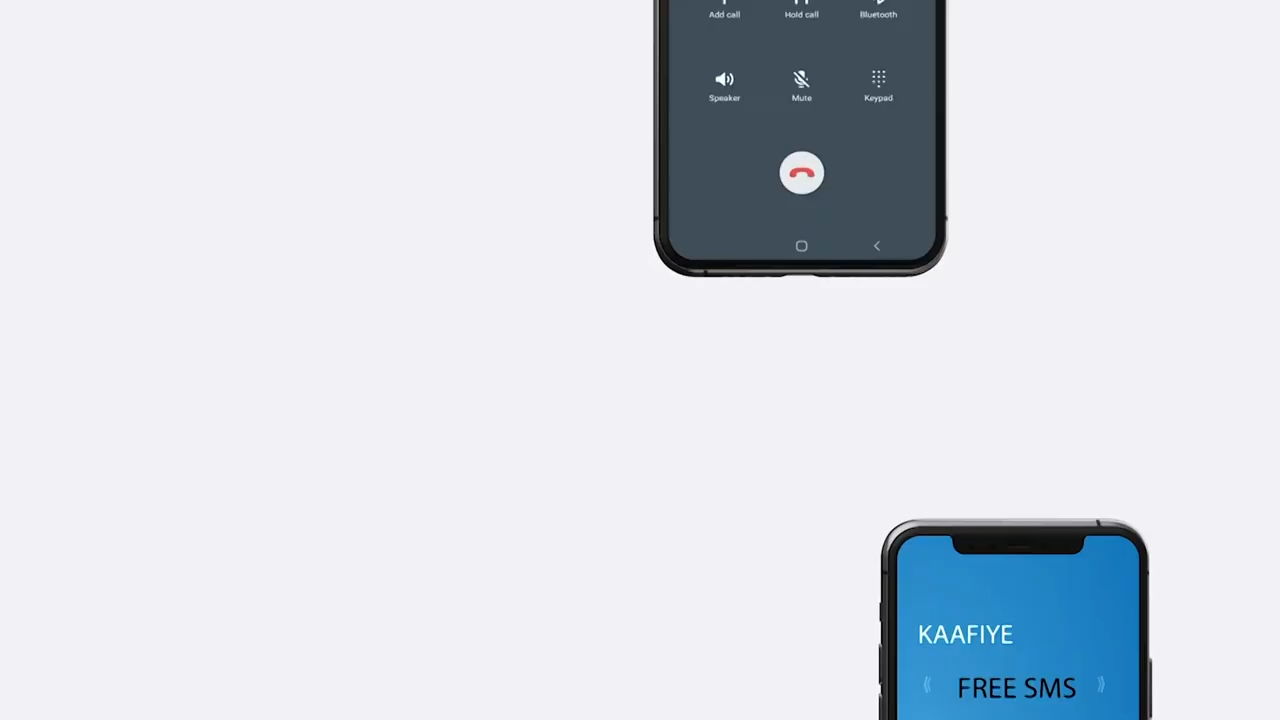 Add call Hold call Bluetooth
Speaker Mute Keypad
KAAFIYE
FREE SMS